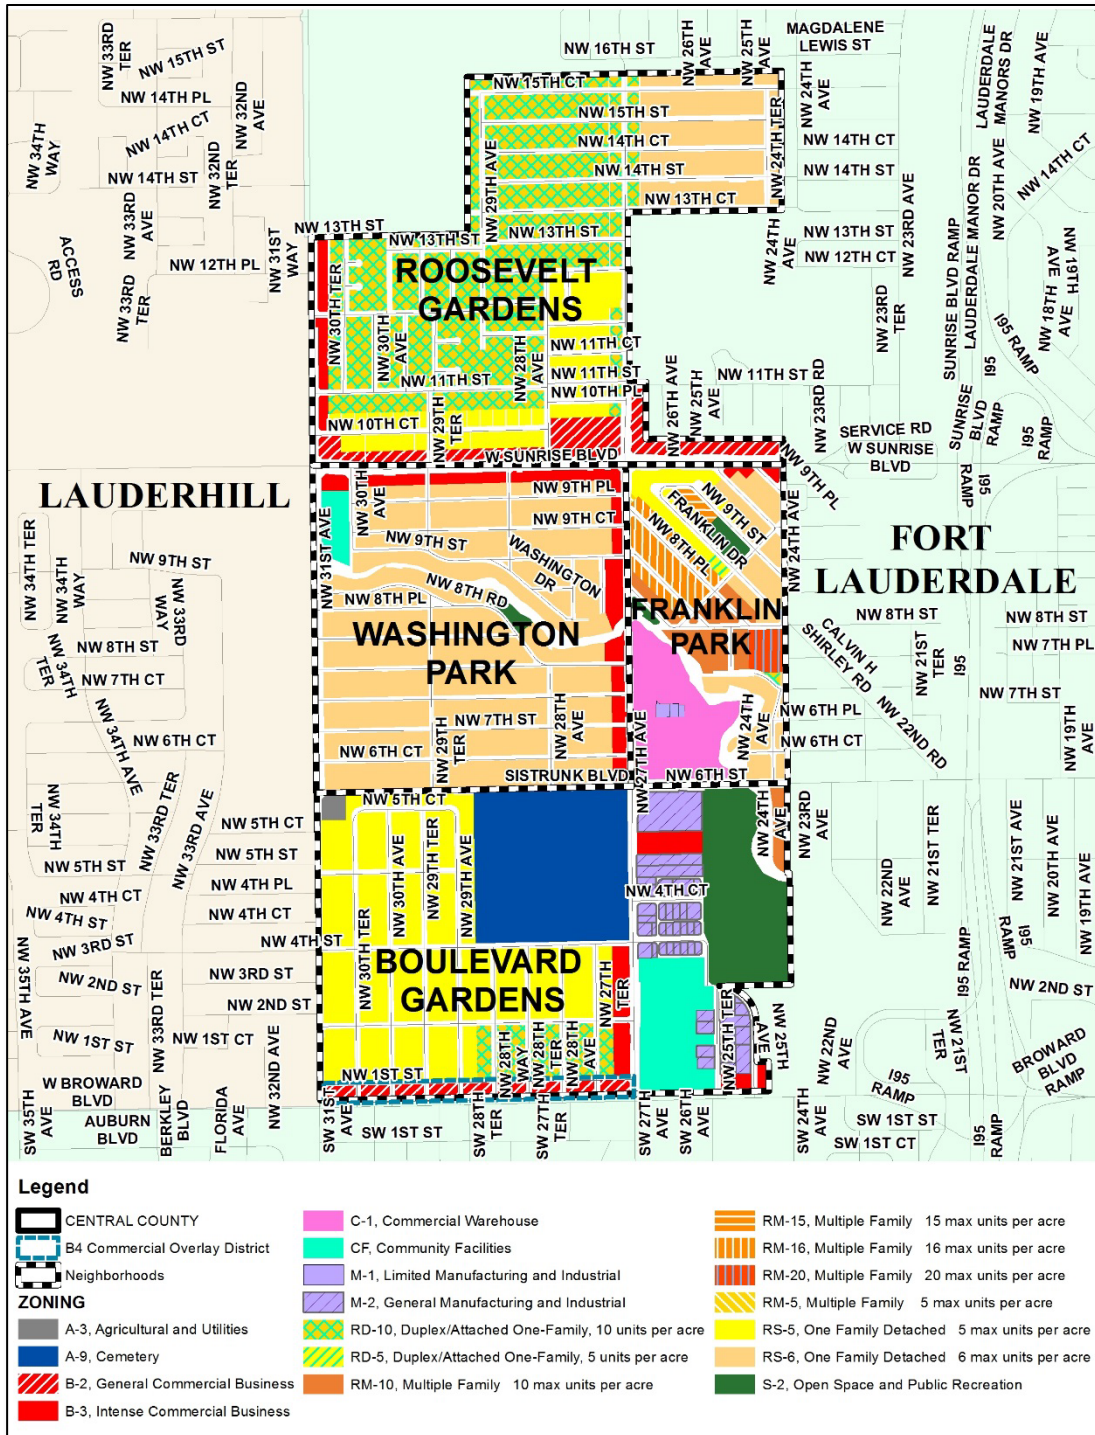 NW 33RD
TER
NW 15TH ST
NW 14TH PL
NW 32ND
AVE
NW 14TH CT
NW 34TH
WAY
NW 14TH ST
NW 32ND
TER
NW 33RD
AVE
NW 31ST
WAY
NW 12TH PL
ACCESS
RD
NW 33RD
TER
NW 16TH ST
NW 26TH
AVE
NW 25TH
AVE
MAGDALENE
LEWIS ST
NW 24TH
AVE
LAUDERDALE
MANORS DR
NW 19TH AVE
NW 15TH CT
NW 15TH ST
NW 14TH CT
NW 14TH ST
NW 13TH CT
NW 24TH TER
NW 29TH AVE
NW 14TH CT
NW 14TH ST
NW 20TH AVE
NW 14TH CT
NW 13TH ST
NW 13TH ST
NW 13TH ST
NW 24TH
AVE
NW 13TH ST
NW 12TH CT
NW 23RD AVE
NW 23RD
TER
SUNRISE BLVD RAMP
LAUDERDALE MANOR DR
NW 19TH
AVE
NW 18TH
AVE
I95 RAMP
I95
ROOSEVELT
GARDENS
NW 30TH TER
NW 30TH
AVE
NW 28TH
AVE
NW 11TH CT
NW 11TH ST
NW 11TH ST
NW 10TH PL
NW 10TH CT
NW 29TH
TER
NW 26TH AVE
NW 25TH
AVE
NW 11TH ST
NW 23RD RD
SERVICE RD
W SUNRISE
BLVD
SUNRISE
BLVD
RAMP
I95
RAMP
I95
RAMP
W SUNRISE BLVD
NW 9TH PL
LAUDERHILL
NW 31ST AVE
NW 30TH
AVE
NW 9TH PL
NW 9TH CT
NW 9TH ST
WASHINGTON
DR
NW 8TH RD
NW 8TH PL
WASHINGTON
PARK
NW 9TH ST
FRANKLIN DR
NW 8TH PL
FRANKLIN
PARK
NW 24TH AVE
FORT
LAUDERDALE
NW 34TH TER
NW 34TH
WAY
NW 9TH ST
NW 33RD
WAY
NW 8TH ST
NW 34TH
TER
NW 7TH CT
NW 34TH AVE
NW 6TH CT
NW 8TH ST
CALVIN H
SHIRLEY RD
NW 21ST
TER
I95
NW 8TH ST
NW 7TH PL
NW 7TH ST
NW 19TH
AVE
NW 22ND RD
NW 6TH PL
NW 6TH CT
NW 24TH
AVE
NW 7TH ST
NW 28TH
AVE
NW 29TH
TER
NW 6TH CT
SISTRUNK BLVD
NW 27TH AVE
NW 6TH ST
NW 34TH
TER
NW 33RD TER
NW 33RD AVE
NW 5TH CT
NW 5TH ST
NW 5TH ST
NW 4TH PL
NW 4TH CT
NW 4TH CT
NW 4TH ST
NW 4TH ST
NW 3RD ST
NW 3RD ST
NW 2ND ST
NW 2ND ST
NW 35TH AVE
NW 33RD TER
NW 1ST ST
NW 1ST CT
NW 32ND AVE
NW 5TH CT
NW 30TH AVE
NW 29TH TER
NW 29TH AVE
NW 30TH TER
BOULEVARD
GARDENS
NW 27TH
TER
NW 1ST ST
NW 28TH
WAY
NW 28TH
TER
NW 28TH
AVE
NW 4TH CT
NW 24TH
AVE
NW 23RD
AVE
NW 25TH TER
NW 25TH
AVE
NW 22ND
AVE
NW 21ST TER
NW 21ST AVE
NW 20TH AVE
NW 19TH AVE
I95
RAMP
I95 RAMP
NW 2ND ST
NW 22ND
AVE
NW 21ST
TER
I95
RAMP
BROWARD
BLVD
RAMP
W BROWARD
BLVD
SW 35TH
AVE
AUBURN
BLVD
BERKLEY
BLVD
FLORIDA
AVE
SW 31ST
AVE
SW 1ST ST
SW 28TH
TER
SW 27TH
TER
SW 27TH
AVE
SW 26TH
AVE
SW 24TH
AVE
SW 1ST ST
SW 1ST CT
I95
RAMP
Legend
CENTRAL COUNTY
B4 Commercial Overlay District
Neighborhoods
ZONING
A-3, Agricultural and Utilities
A-9, Cemetery
B-2, General Commercial Business
B-3, Intense Commercial Business
C-1, Commercial Warehouse
CF, Community Facilities
M-1, Limited Manufacturing and Industrial
M-2, General Manufacturing and Industrial
RD-10, Duplex/Attached One-Family, 10 units per acre
RD-5, Duplex/Attached One-Family, 5 units per acre
RM-10, Multiple Family 10 max units per acre
RM-15, Multiple Family 15 max units per acre
RM-16, Multiple Family 16 max units per acre
RM-20, Multiple Family 20 max units per acre
RM-5, Multiple Family 5 max units per acre
RS-5, One Family Detached 5 max units per acre
RS-6, One Family Detached 6 max units per acre
S-2, Open Space and Public Recreation